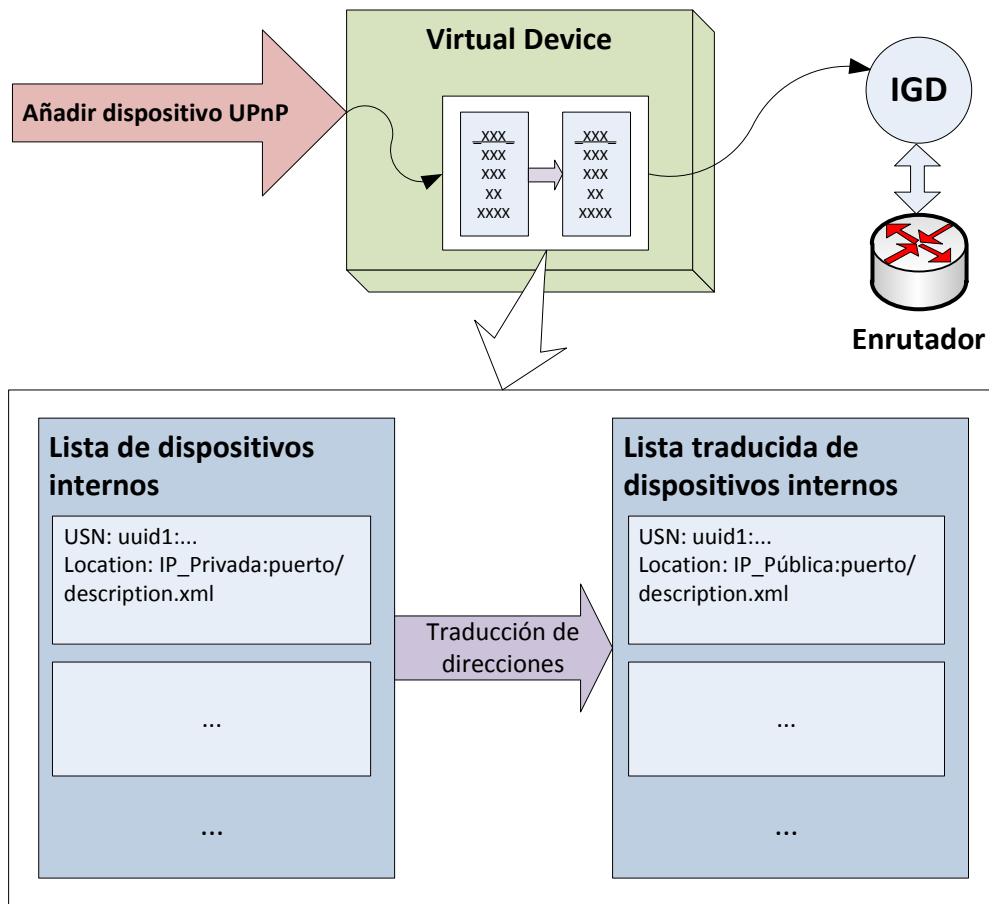 Virtual Device
Añadir dispositivo UPnP
IGD
xxx
xxx
xxx
xx
xxxx
xxx
xxx
xxx
xx
xxxx
Enrutador
Lista de dispositivos
internos
USN: uuid1:...
Location: IP_Privada:puerto/
description.xml
...
...
Traducción de
direcciones
Lista traducida de
dispositivos internos
USN: uuid1:...
Location: IP_Pública:puerto/
description.xml
...
...